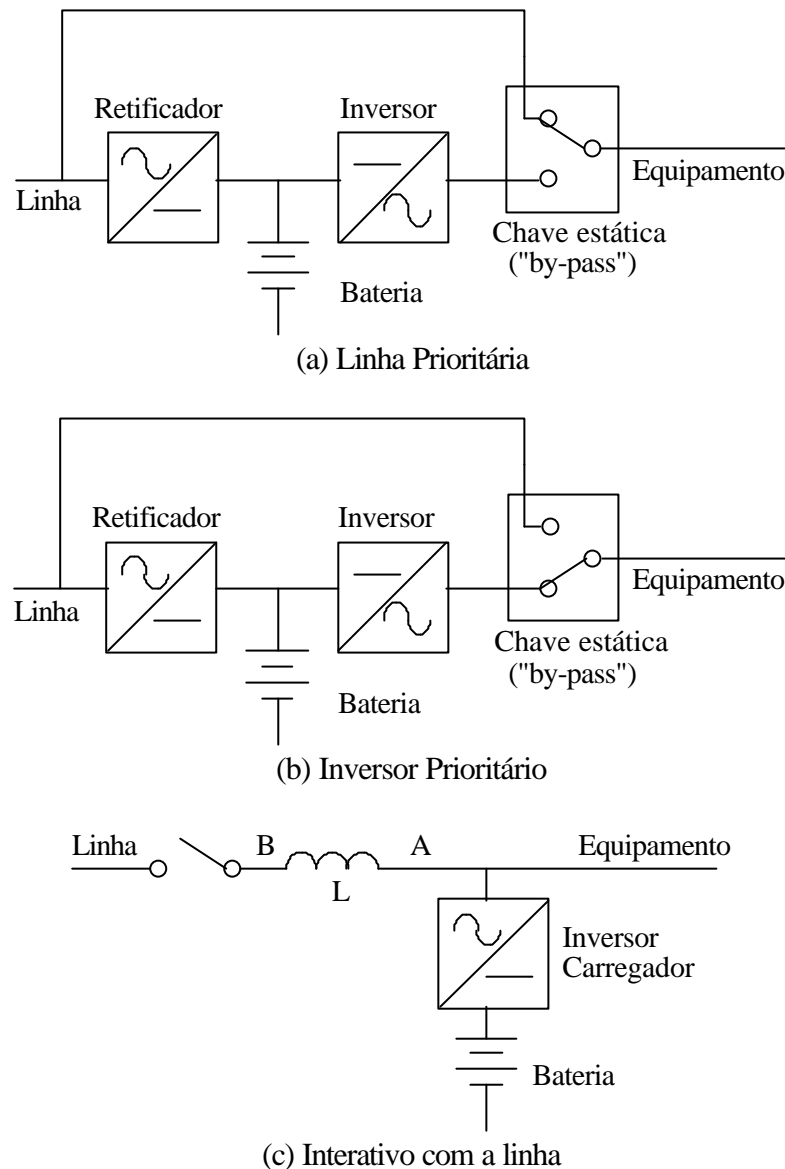 Retificador
Inversor
Linha
Equipamento
Chave estática
("by-pass")
Bateria
(a) Linha Prioritária
Retificador
Inversor
Linha
Equipamento
Chave estática
("by-pass")
Bateria
(b) Inversor Prioritário
Linha
B
A
Equipamento
L
Inversor
Carregador
Bateria
(c) Interativo com a linha